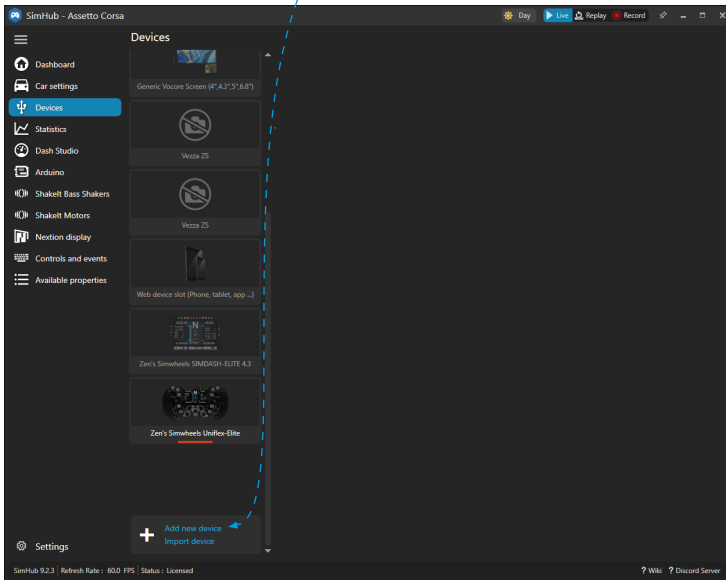 SimHub - Assetto Corsa
Day
Live
Replay
Record
Devices
Dashboard
Car settings
Devices
Statistics
Dash Studio
Arduino
ShakeIt Bass Shakers
ShakeIt Motors
Nextion display
Controls and events
Available properties
Settings
Generic Vocore Screen (4",4.3",5",6.8")
Vezza ZS
Vezza ZS
Web device slot (Phone, tablet, app ...)
Zen's Simwheels SIMDASH-ELITE 4.3
Zen's Simwheels Uniflex-Elite
Add new device
Import device
SimHub 9.2.3 Refresh Rate : 60.0 FPS Status : Licensed
? Wiki ? Discord Server